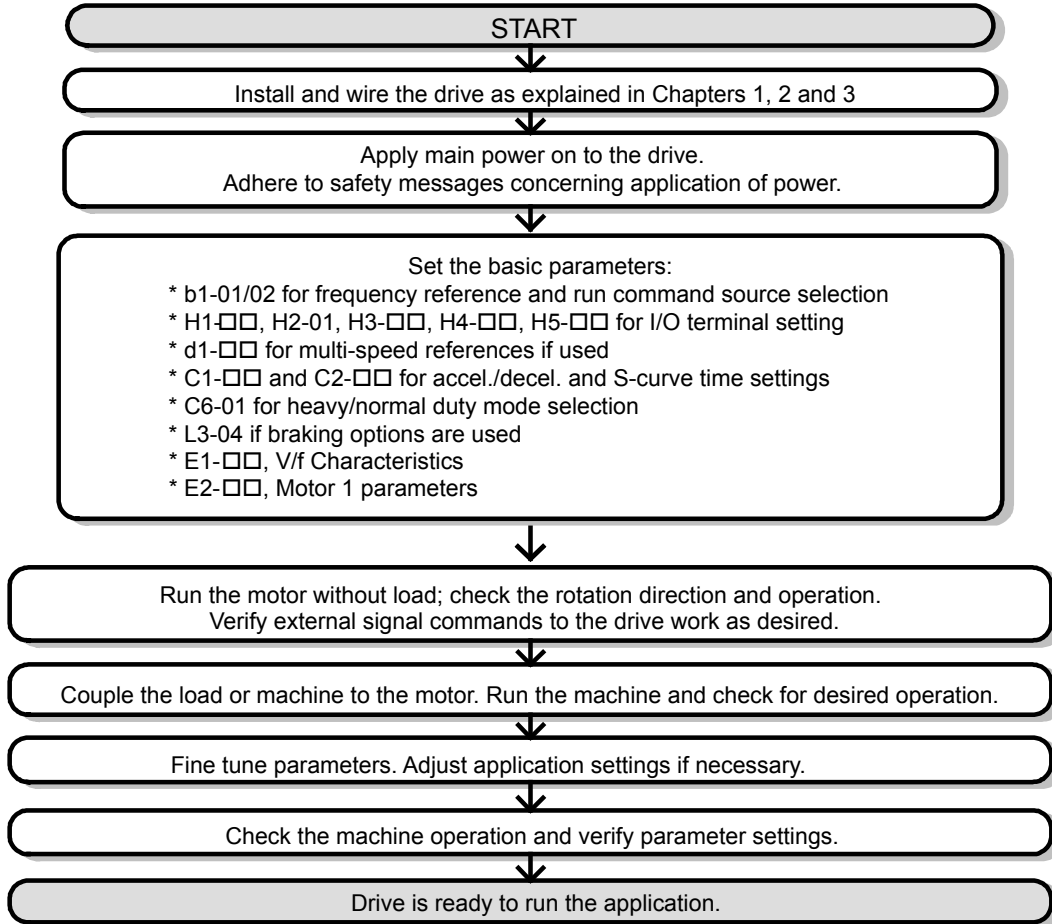 START
Install and wire the drive as explained in Chapters 1, 2 and 3
Apply main power on to the drive.
Adhere to safety messages concerning application of power.
Set the basic parameters:
* b1-01/02 for frequency reference and run command source selection
* H1-□□, H2-01, H3-□□, H4-□□, H5-□□ for I/O terminal setting
* d1-□□ for multi-speed references if used
* C1-□□ and C2-□□ for accel./decel. and S-curve time settings
* C6-01 for heavy/normal duty mode selection
* L3-04 if braking options are used
* E1-□□, V/f Characteristics
* E2-□□, Motor 1 parameters
Run the motor without load; check the rotation direction and operation.
Verify external signal commands to the drive work as desired.
Couple the load or machine to the motor. Run the machine and check for desired operation.
Fine tune parameters. Adjust application settings if necessary.
Check the machine operation and verify parameter settings.
Drive is ready to run the application.